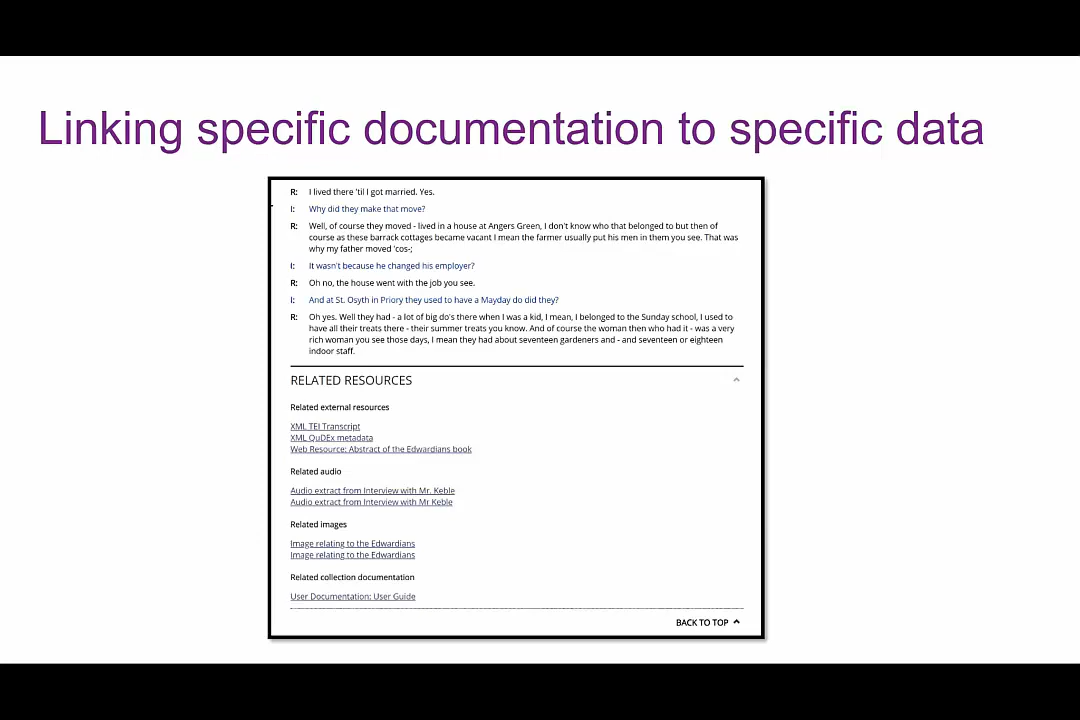 Linking specific documentation to specific data
R: I lived there 'til I got married. Yes.
I: Why did they make that move?
R: Well, of course they moved - lived in a house at Angers Green, I don't know who that belonged to but then of
course as these barrack cottages became vacant I mean the farmer usually put his men in them you see. That was
why my father moved 'cos-;
I: It wasn't because he changed his employer?
R: Oh no, the house went with the job you see.
I: And at St. Osyth in Priory they used to have a Mayday do did they?
R: Oh yes. Well they had - a lot of big do's there when I was a kid, I mean, I belonged to the Sunday school, I used to
have all their treats there - their summer treats you know. And of course the woman then who had it - was a very
rich woman you see those days, I mean they had about seventeen gardeners and - and seventeen or eighteen
indoor staff.
RELATED RESOURCES
Related external resources
XML TEI Transcript
XML QuDEx metadata
Web Resource: Abstract of the Edwardians book
Related audio
Audio extract from Interview with Mr. Keble
Audio extract from Interview with Mr Keble
Related images
Image relating to the Edwardians
Image relating to the Edwardians
Related collection documentation
User Documentation: User Guide
BACK TO TOP